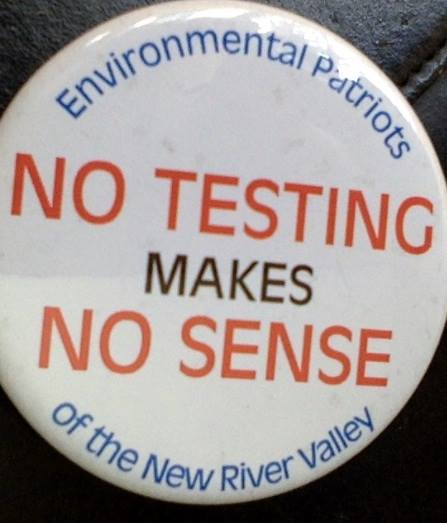 Environmental Patriots
NO TESTING
MAKES
NO SENSE
of the New River Valley